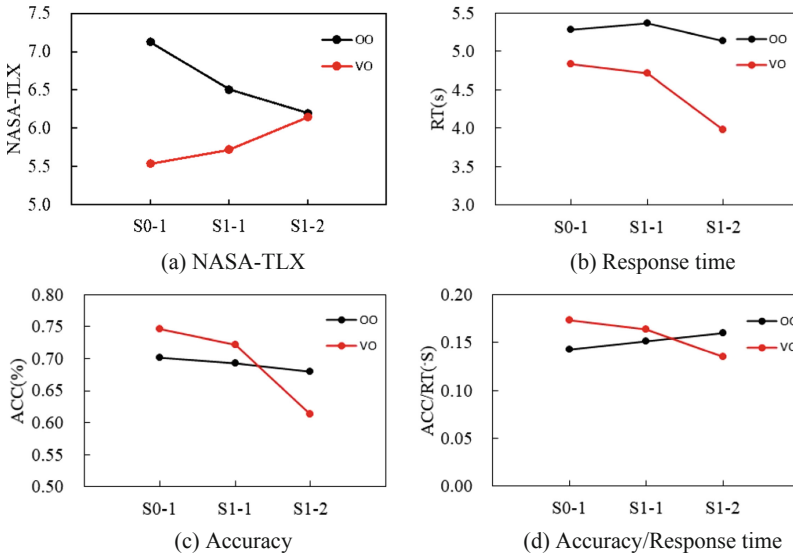 7.5
7.0
6.5
6.0
5.5
5.0
NASA-TLX
OO
VO
S0-1 S1-1 S1-2
(a) NASA-TLX
5.5
5.0
4.5
4.0
3.5
3.0
RT(s)
OO
VO
S0-1 S1-1 S1-2
(b) Response time
0.80
0.75
0.70
0.65
0.60
0.55
0.50
ACC(%)
OO
VO
S0-1 S1-1 S1-2
(c) Accuracy
0.20
0.15
0.10
0.05
0.00
ACC/RT(·S)
OO
VO
S0-1 S1-1 S1-2
(d) Accuracy/Response time